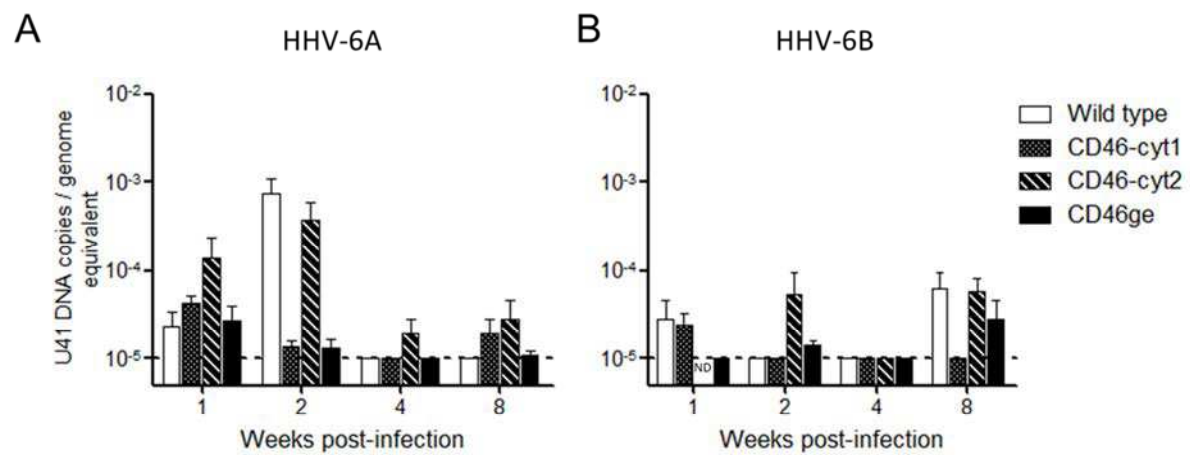 A
HHV-6A
B
HHV-6B
U41 DNA copies / genome
equivalent
10-2
10-3
10-4
10-5
1
2
4
8
Weeks post-infection
10-2
10-3
10-4
10-5
ND
1
2
4
8
Weeks post-infection
Wild type
CD46-cyt1
CD46-cyt2
CD46ge